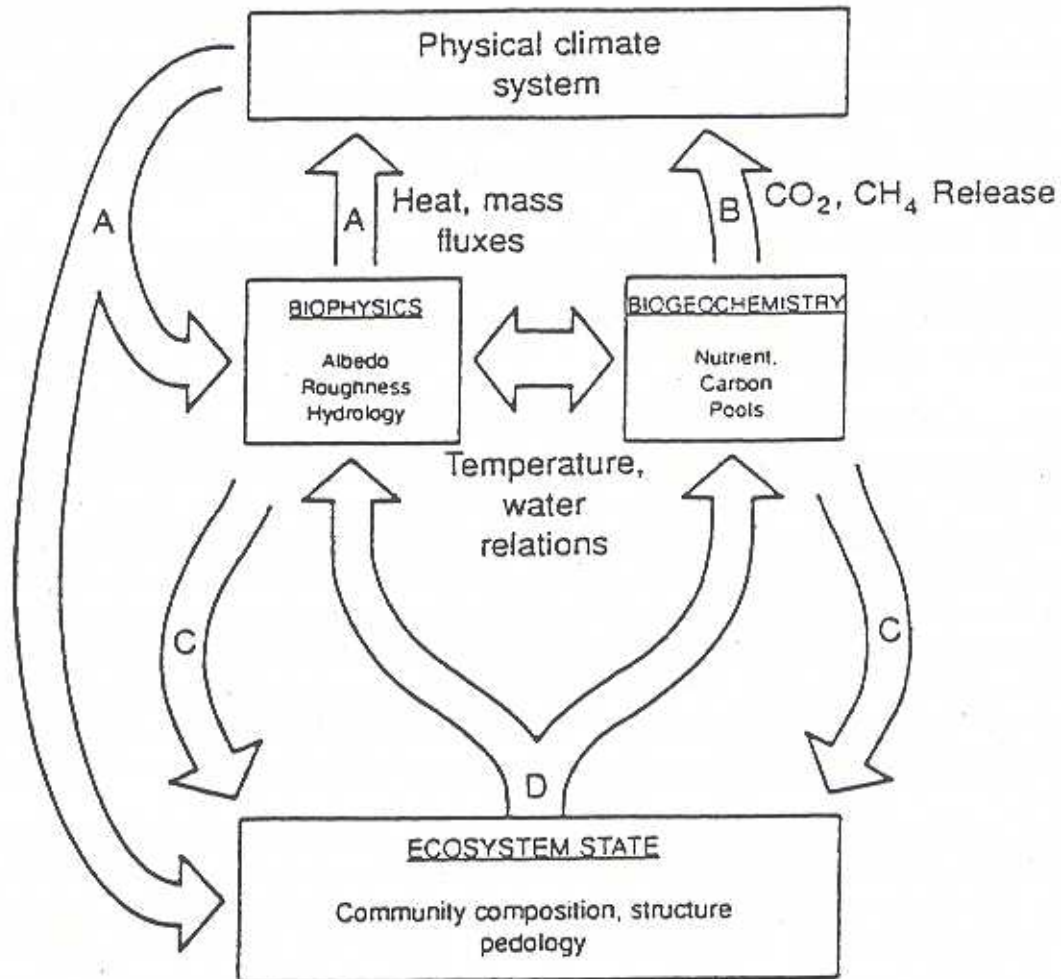 Physical climate
system
A
A
Heat, mass
fluxes
B
CO₂, CH₄ Release
BIOPHYSICS
Albedo
Roughness
Hydrology
BIOGEOCHEMISTRY
Nutrient,
Carbon
Pools
Temperature,
water
relations
C
C
D
ECOSYSTEM STATE
Community composition, structure
pedology